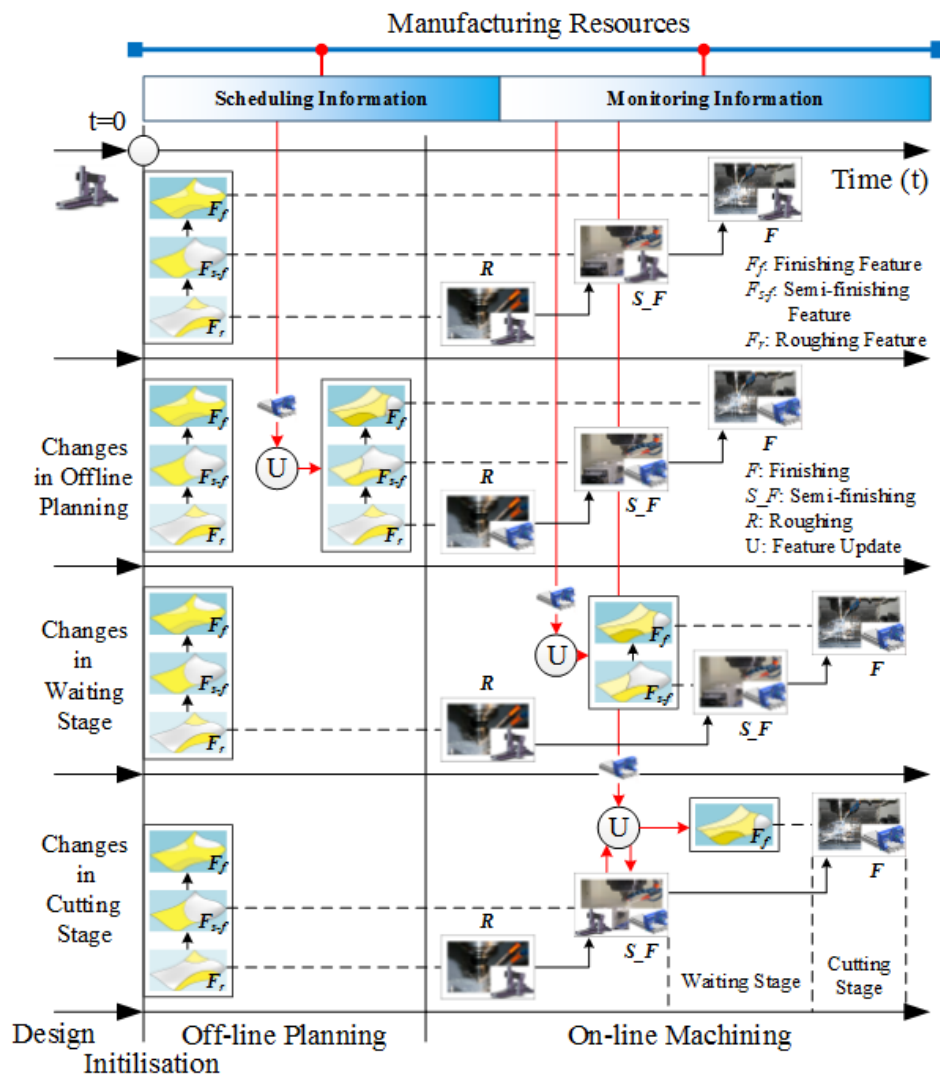 Manufacturing Resources
Scheduling Information
Monitoring Information
t=0
Time (t)
F_f
F_s-f
F_r
R
S_F
F
F_f: Finishing Feature
F_s-f: Semi-finishing
Feature
F_r: Roughing Feature
Changes
in Offline
Planning
F_f
F_s-f
F_r
U
F_f
F_s-f
F_r
R
S_F
F
F: Finishing
S_F: Semi-finishing
R: Roughing
U: Feature Update
Changes
in
Waiting
Stage
F_f
F_s-f
F_r
R
U
F_f
F_s-f
S_F
F
Changes
in
Cutting
Stage
F_f
F_s-f
F_r
R
U
S_F
F_f
F
Waiting Stage
Cutting
Stage
Design
Initilisation
Off-line Planning
On-line Machining